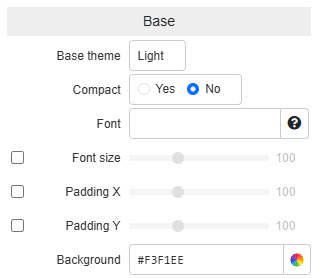 Base
Base theme Light
Compact Yes No
Font ?
Font size 100
Padding X 100
Padding Y 100
Background #F3F1EE